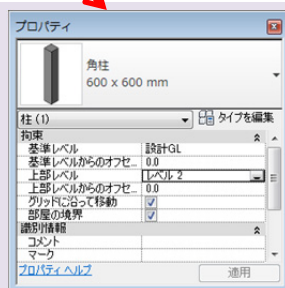 プロパティ
角柱
600 x 600 mm
柱 (1)
タイプを編集
拘束
基準レベル 設計GL
基準レベルからのオフセ... 0.0
上部レベル レベル 2
上部レベルからのオフセ... 0.0
グリッドに沿って移動
部屋の境界
識別情報
コメント
マーク
プロパティ ヘルプ
適用